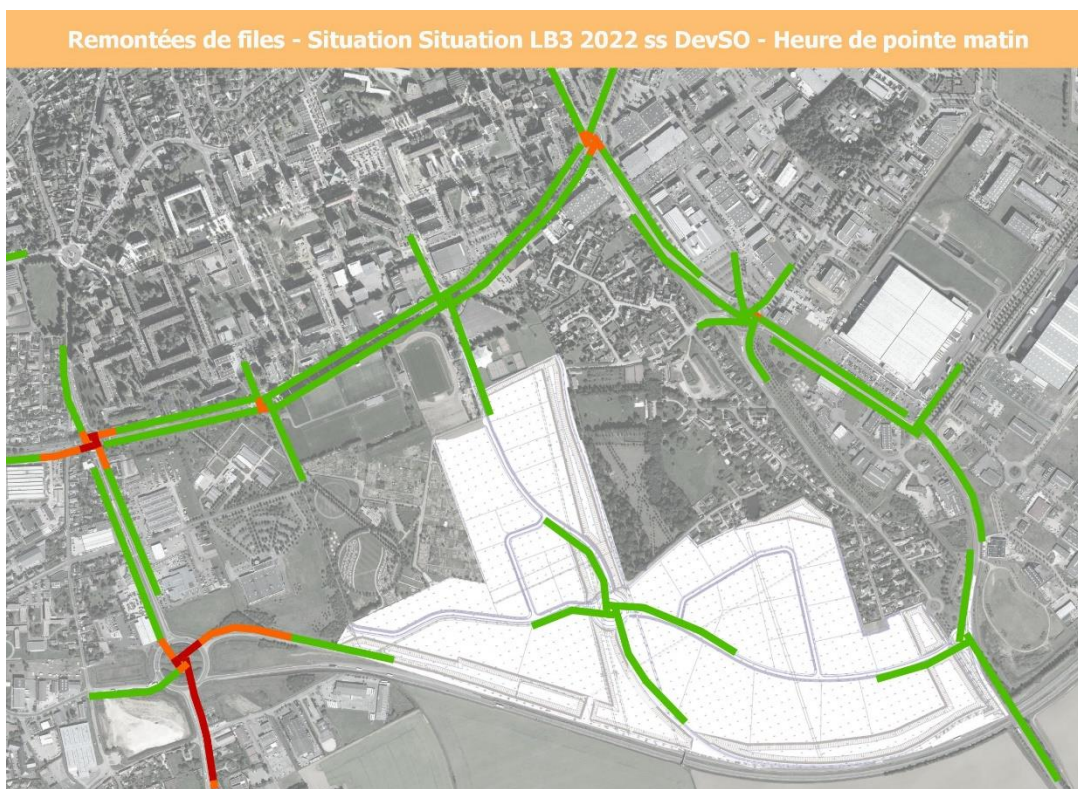 Remontées de files - Situation Situation LB3 2022 ss DevSO - Heure de pointe matin